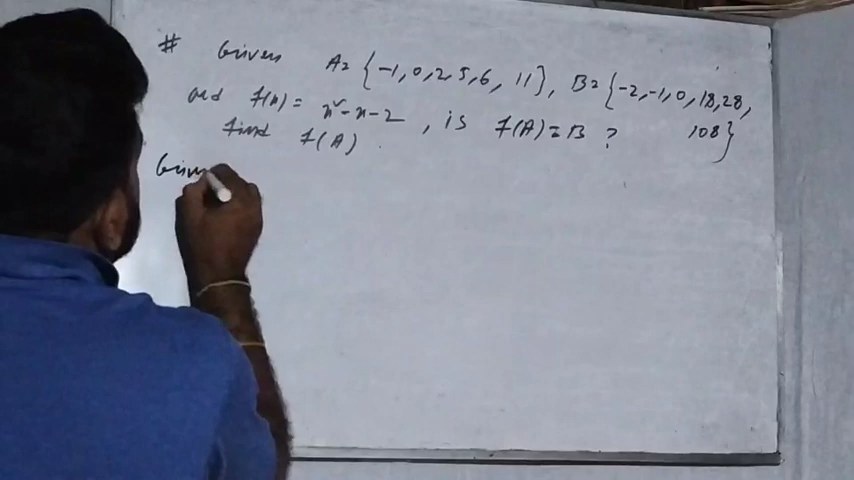 # Given A = {-1, 0, 2, 5, 6, 11}, B = {-2, -1, 0, 18, 28,
and f(x) = x² - x - 2, is f(A) = B ? 108}
find f(A).
Given